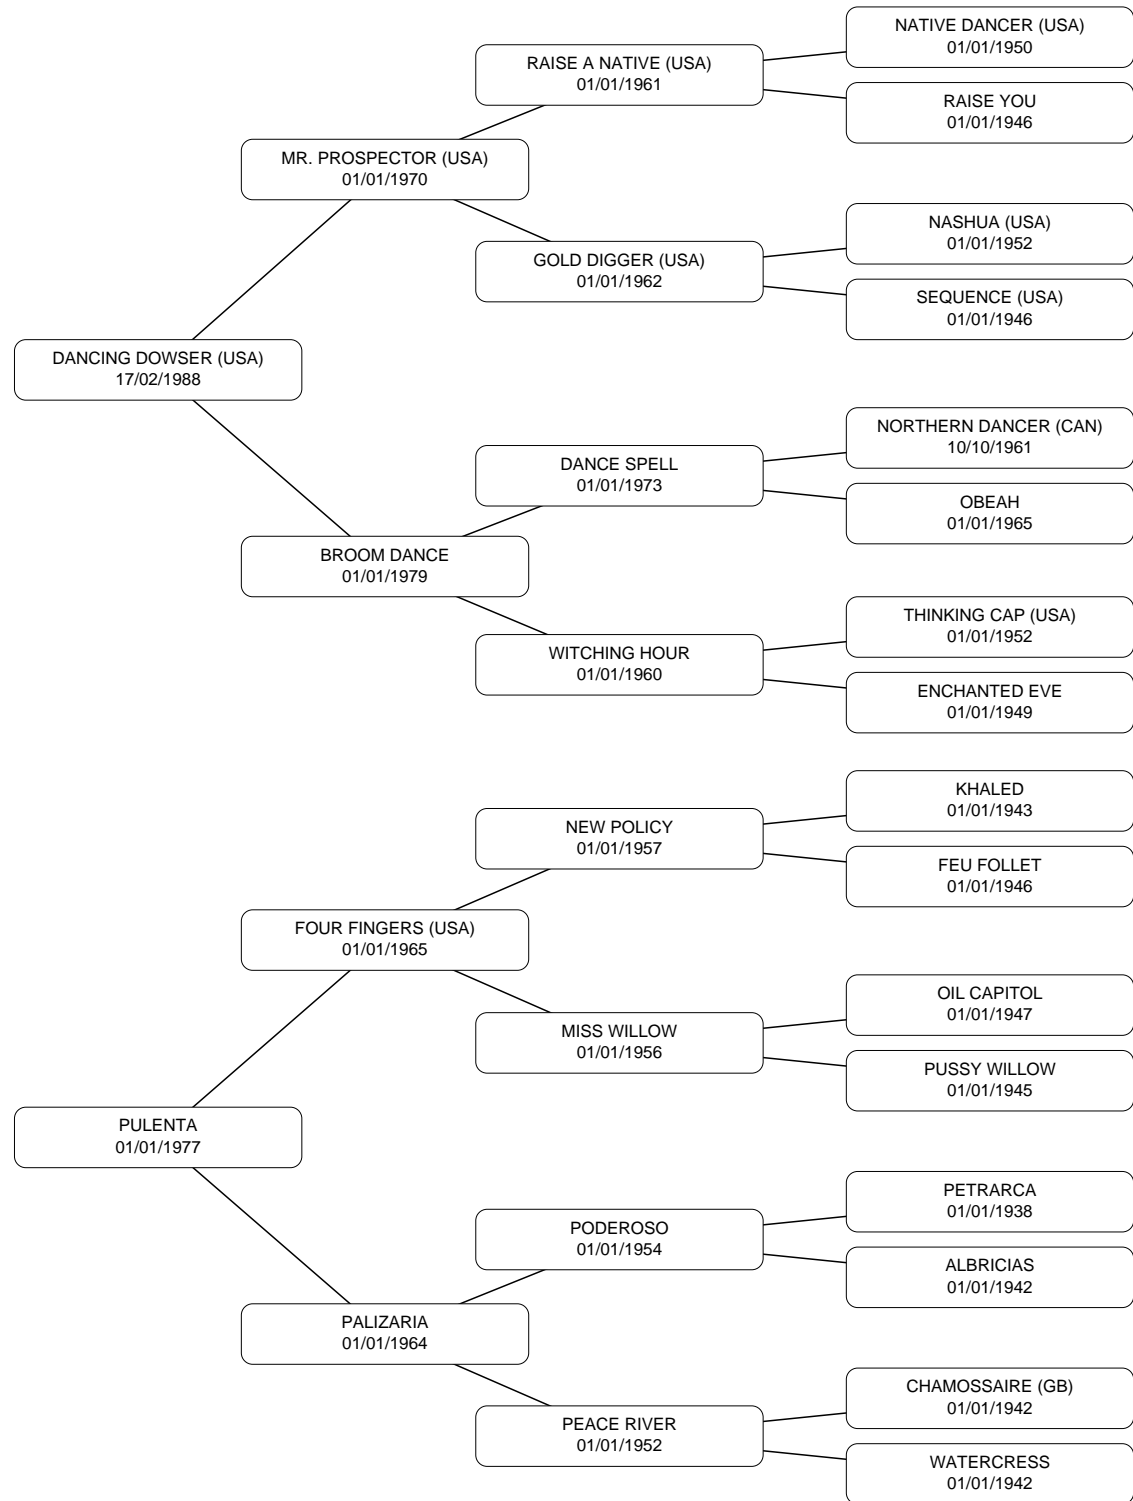 NATIVE DANCER (USA)
01/01/1950
RAISE A NATIVE (USA)
01/01/1961
RAISE YOU
01/01/1946
MR. PROSPECTOR (USA)
01/01/1970
NASHUA (USA)
01/01/1952
GOLD DIGGER (USA)
01/01/1962
SEQUENCE (USA)
01/01/1946
DANCING DOWSER (USA)
17/02/1988
NORTHERN DANCER (CAN)
10/10/1961
DANCE SPELL
01/01/1973
OBEAH
01/01/1965
BROOM DANCE
01/01/1979
THINKING CAP (USA)
01/01/1952
WITCHING HOUR
01/01/1960
ENCHANTED EVE
01/01/1949
KHALED
01/01/1943
NEW POLICY
01/01/1957
FEU FOLLET
01/01/1946
FOUR FINGERS (USA)
01/01/1965
OIL CAPITOL
01/01/1947
MISS WILLOW
01/01/1956
PUSSY WILLOW
01/01/1945
PULENTA
01/01/1977
PETRARCA
01/01/1938
PODEROSO
01/01/1954
ALBRICIAS
01/01/1942
PALIZARIA
01/01/1964
CHAMOSSAIRE (GB)
01/01/1942
PEACE RIVER
01/01/1952
WATERCRESS
01/01/1942